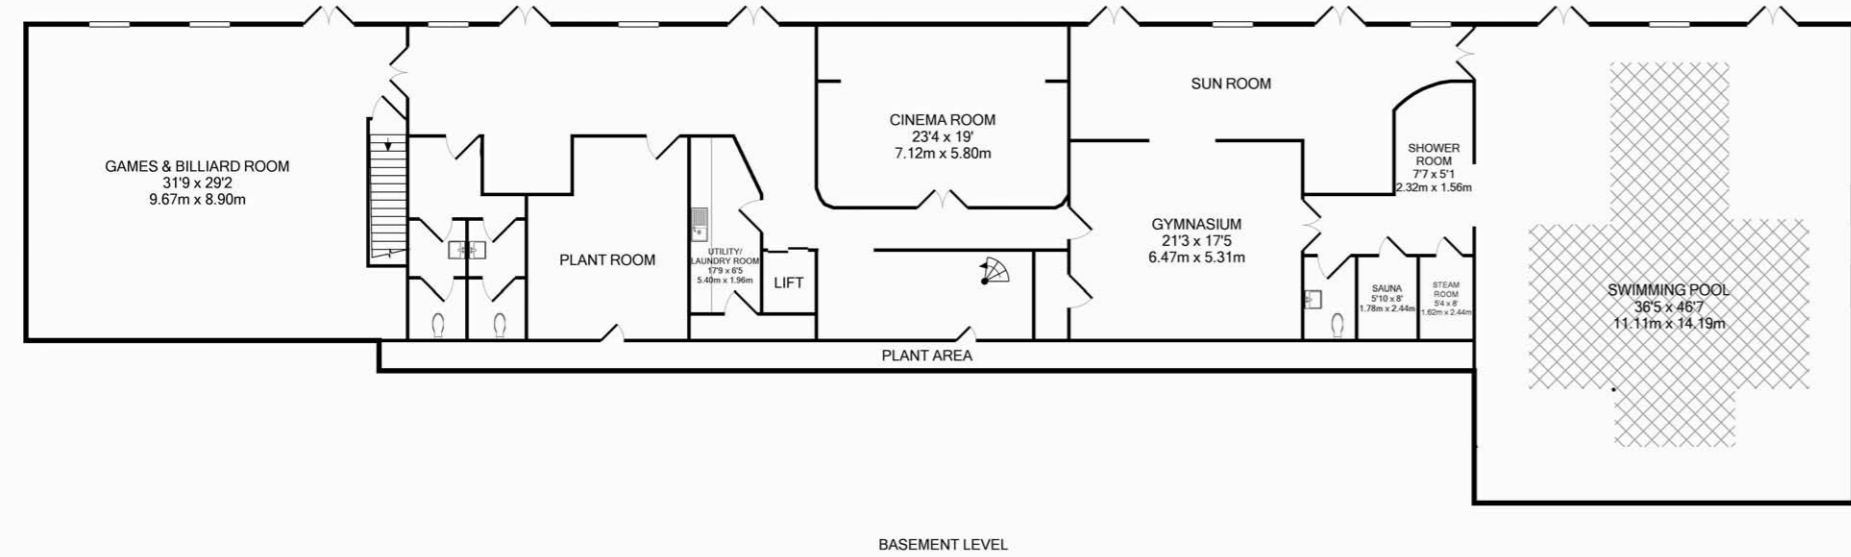 GAMES & BILLIARD ROOM
31'9 x 29'2
9.67m x 8.90m
PLANT ROOM
UTILITY/
LAUNDRY ROOM
17'9 x 6'5
5.40m x 1.96m
LIFT
CINEMA ROOM
23'4 x 19'
7.12m x 5.80m
SUN ROOM
GYMNASIUM
21'3 x 17'5
6.47m x 5.31m
SHOWER
ROOM
7'7 x 5'1
2.32m x 1.56m
SAUNA
5'10 x 8'
1.78m x 2.44m
STEAM
ROOM
5'4 x 8'
1.62m x 2.44m
SWIMMING POOL
36'5 x 46'7
11.11m x 14.19m
PLANT AREA
BASEMENT LEVEL